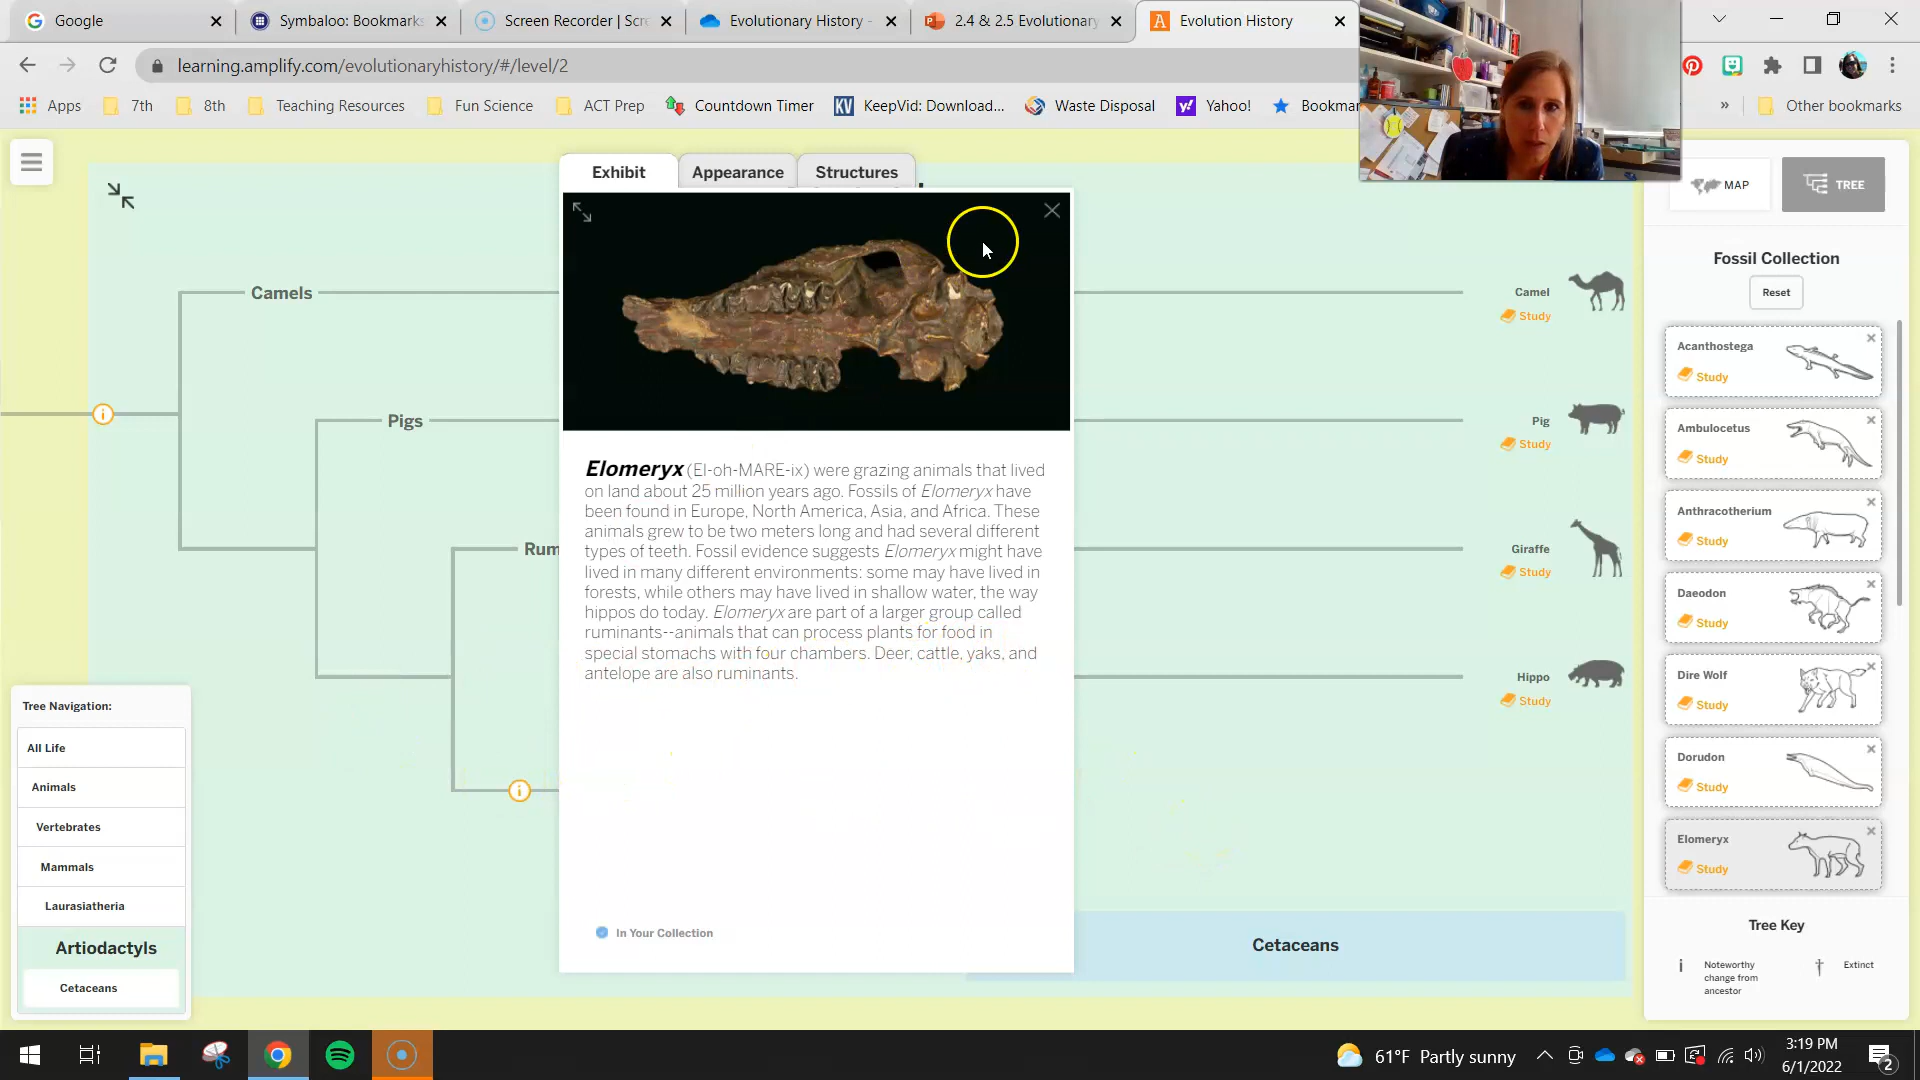 Google
Symbaloo: Bookmarks
Screen Recorder | Scr
Evolutionary History -
2.4 & 2.5 Evolutionary
Evolution History
learning.amplify.com/evolutionaryhistory/#/level/2
Apps
7th
8th
Teaching Resources
Fun Science
ACT Prep
Countdown Timer
KV
KeepVid: Download...
Waste Disposal
Yahoo!
Bookmar
»
Other bookmarks
Exhibit
Appearance
Structures
MAP
TREE
Fossil Collection
Reset
Camels
Pigs
Rum
Elomeryx (El-oh-MARE-ix) were grazing animals that lived
on land about 25 million years ago. Fossils of Elomeryx have
been found in Europe, North America, Asia, and Africa. These
animals grew to be two meters long and had several different
types of teeth. Fossil evidence suggests Elomeryx might have
lived in many different environments: some may have lived in
forests, while others may have lived in shallow water, the way
hippos do today. Elomeryx are part of a larger group called
ruminants--animals that can process plants for food in
special stomachs with four chambers. Deer, cattle, yaks, and
antelope are also ruminants.
In Your Collection
Camel
Study
Pig
Study
Giraffe
Study
Hippo
Study
Cetaceans
Acanthostega
Study
Ambulocetus
Study
Anthracotherium
Study
Daeodon
Study
Dire Wolf
Study
Dorudon
Study
Elomeryx
Study
Tree Key
i
Noteworthy
change from
ancestor
† Extinct
Tree Navigation:
All Life
Animals
Vertebrates
Mammals
Laurasiatheria
Artiodactyls
Cetaceans
61°F Partly sunny
3:19 PM
6/1/2022
2